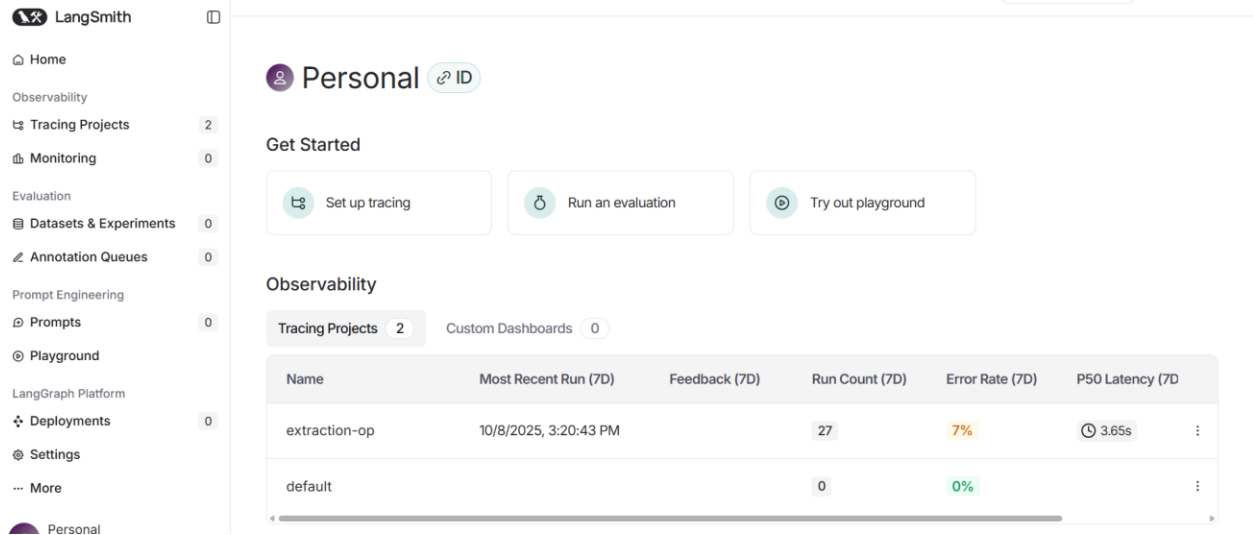 LangSmith
Home
Observability
Tracing Projects 2
Monitoring 0
Evaluation
Datasets & Experiments 0
Annotation Queues 0
Prompt Engineering
Prompts 0
Playground
LangGraph Platform
Deployments 0
Settings
More
Personal
Personal ID
Get Started
Set up tracing Run an evaluation Try out playground
Observability
Tracing Projects 2 Custom Dashboards 0
Name Most Recent Run (7D) Feedback (7D) Run Count (7D) Error Rate (7D) P50 Latency (7D
extraction-op 10/8/2025, 3:20:43 PM 27 7% 3.65s
default 0 0%